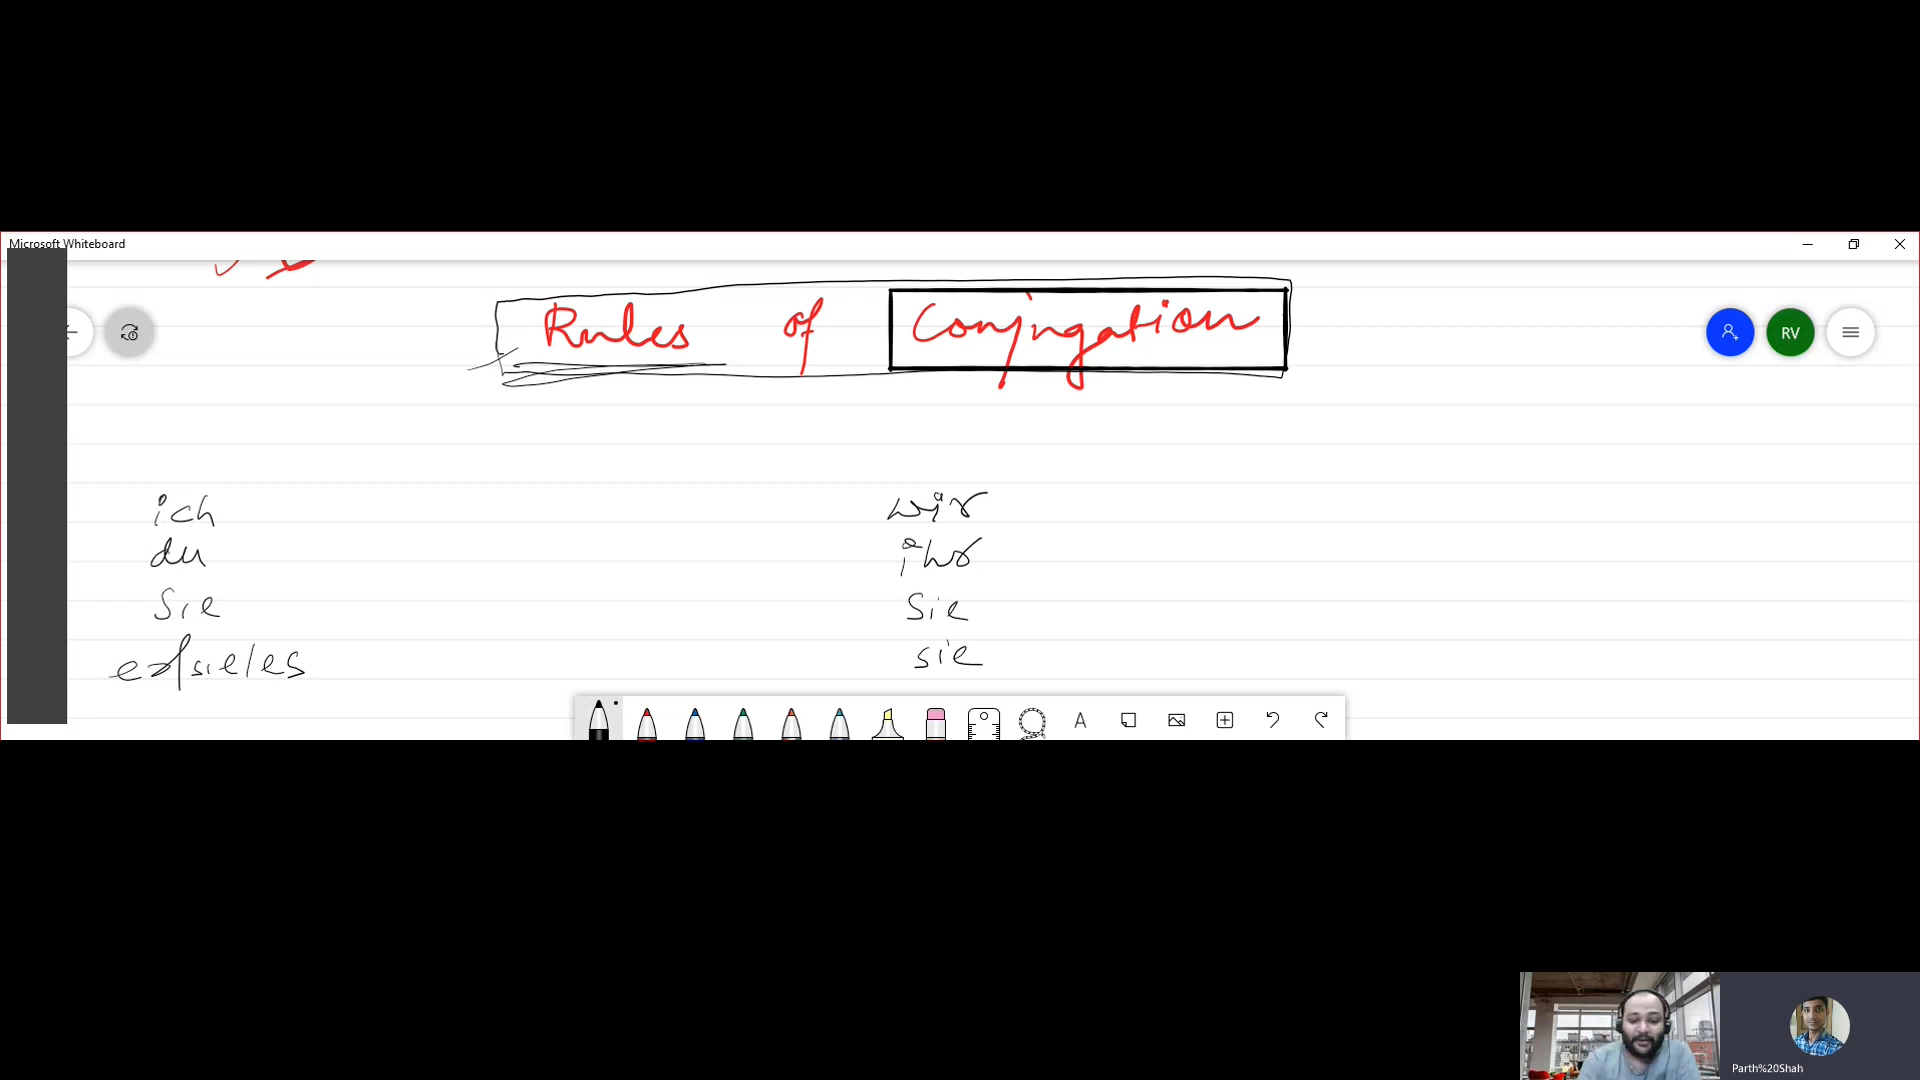 Microsoft Whiteboard
Rules of Conjugation
RV
ich
wir
du
ihr
Sie
Sie
er/sie/es
sie
A
Parth%20Shah